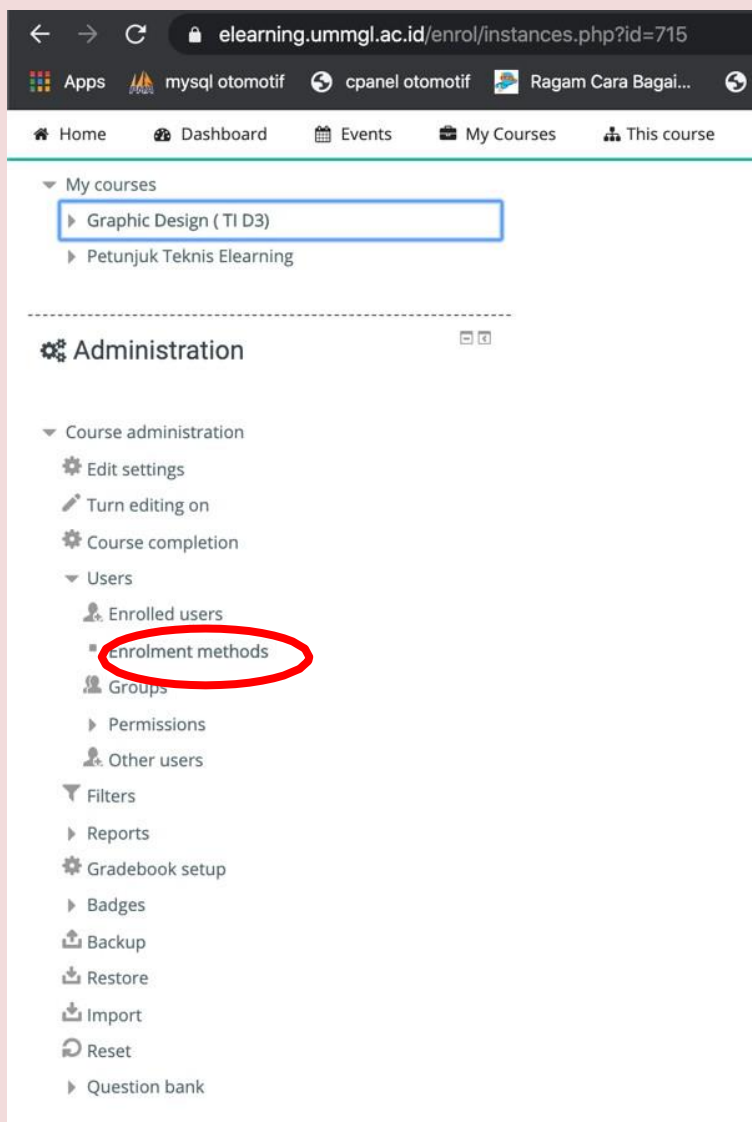 elearning.ummgl.ac.id/enrol/instances.php?id=715
Apps mysql otomotif cpanel otomotif Ragam Cara Bagai...
Home Dashboard Events My Courses This course
My courses
Graphic Design ( TI D3)
Petunjuk Teknis Elearning
Administration
Course administration
Edit settings
Turn editing on
Course completion
Users
Enrolled users
Enrolment methods
Groups
Permissions
Other users
Filters
Reports
Gradebook setup
Badges
Backup
Restore
Import
Reset
Question bank